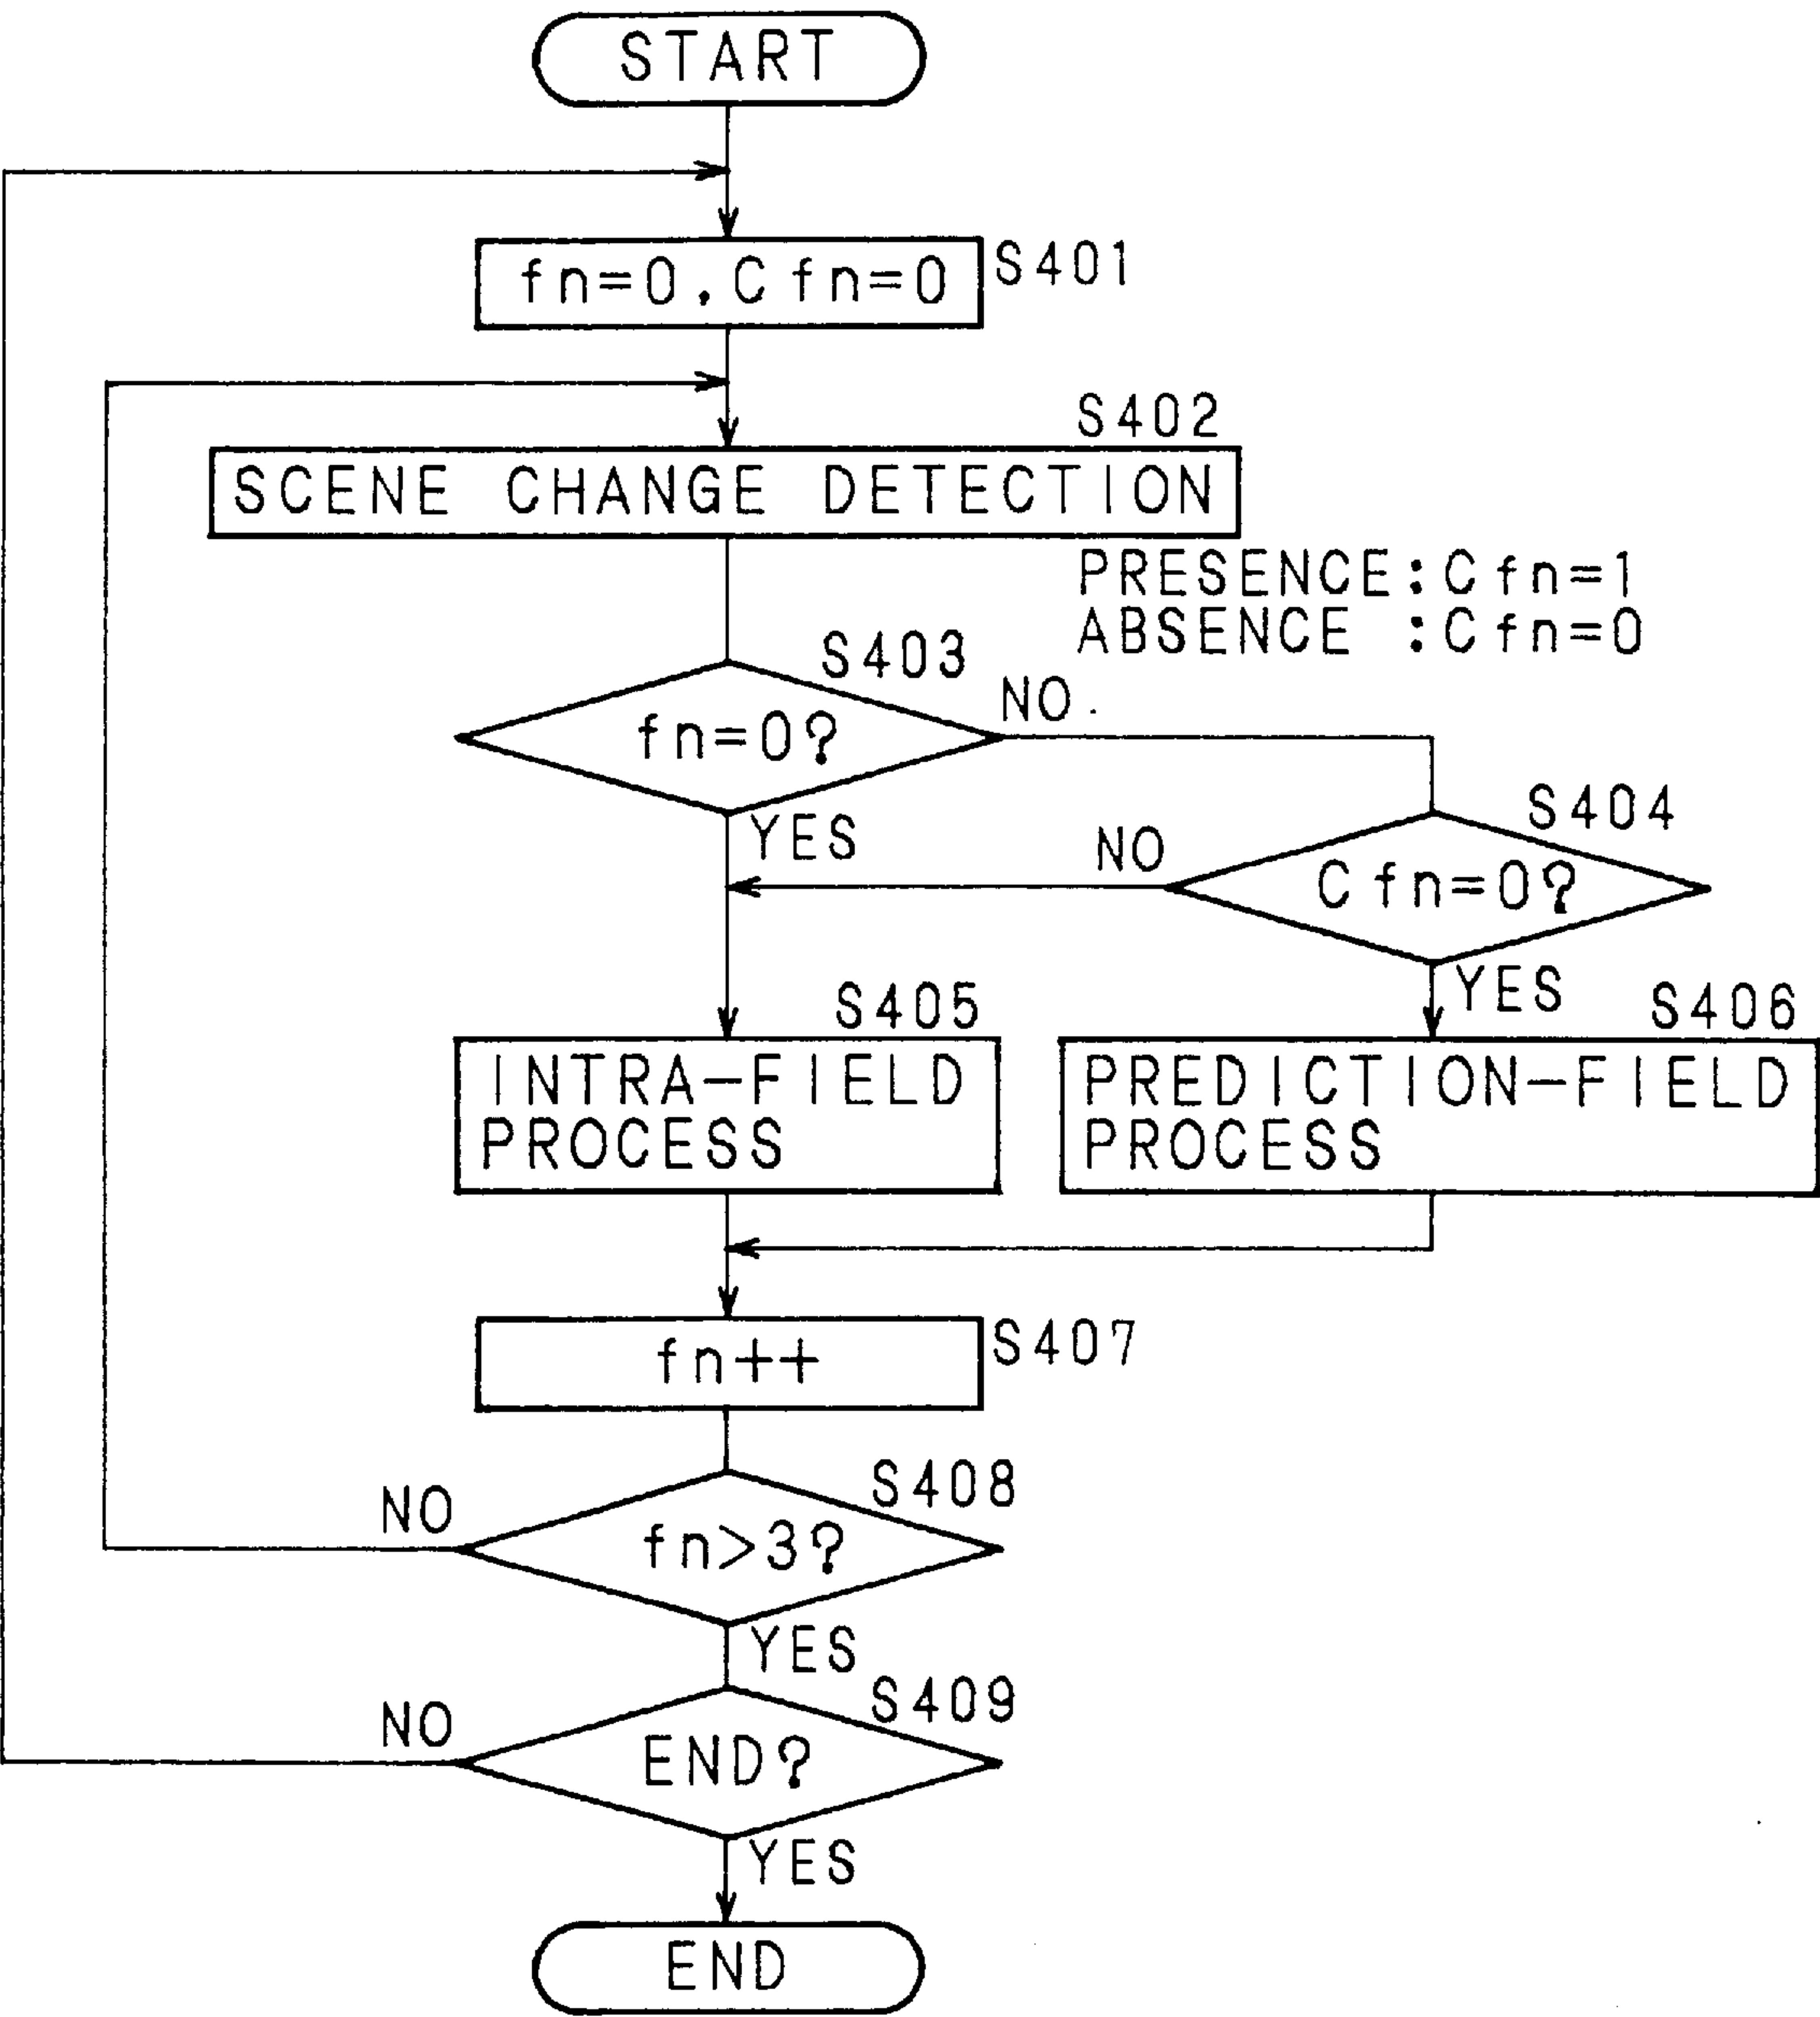 START
fn=0.Cfn=0
S401
S402
SCENE CHANGE DETECTION
PRESENCE:Cfn=1
ABSENCE :Cfn=0
S403
fn=0?
NO
YES
S404
NO
Cfn=0?
YES
S405
INTRA-FIELD
PROCESS
S406
PREDICTION-FIELD
PROCESS
fn++
S407
S408
NO
fn>3?
YES
S409
NO
END?
YES
END